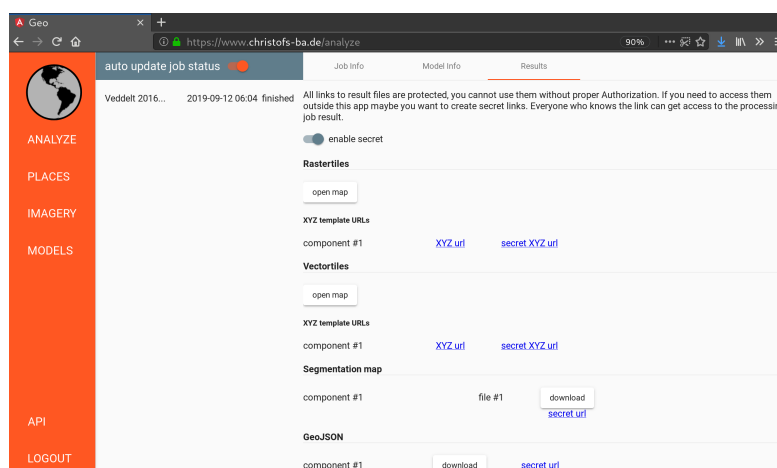 Geo
https://www.christofs-ba.de/analyze
90%
auto update job status
Job Info
Model Info
Results
Veddelt 2016... 2019-09-12 06:04 finished
All links to result files are protected, you cannot use them without proper Authorization. If you need to access them
outside this app maybe you want to create secret links. Everyone who knows the link can get access to the processin
job result.
enable secret
ANALYZE
PLACES
IMAGERY
MODELS
API
LOGOUT
Rastertiles
open map
XYZ template URLs
component #1 XYZ url secret XYZ url
Vectortiles
open map
XYZ template URLs
component #1 XYZ url secret XYZ url
Segmentation map
component #1 file #1 download
secret url
GeoJSON
component #1 download secret url